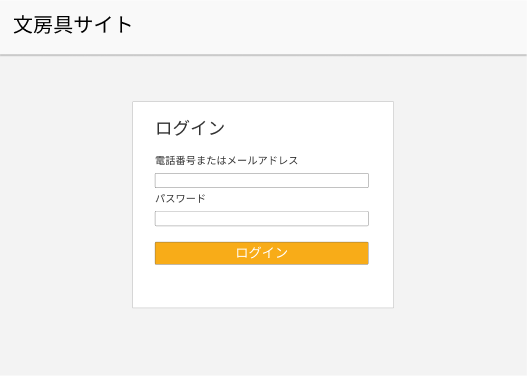 文房具サイト
ログイン
電話番号またはメールアドレス
パスワード
ログイン